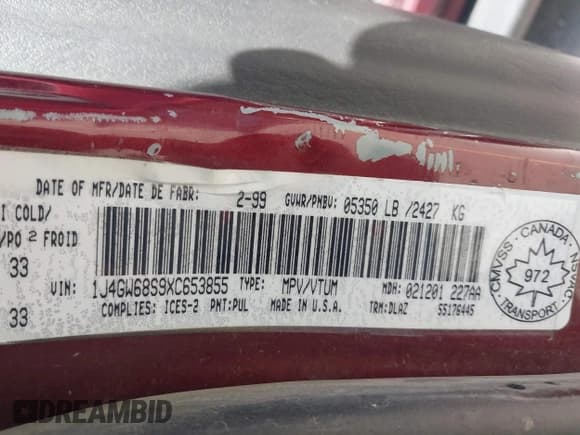 DATE OF MFR/DATE DE FABR: 2-99 GVWR/PNBV: 05350 LB /2427 KG
I COLD/
/PO² FROID
33
VIN: 1J4GW68S9XC653855 TYPE: MPV/VTUM MDH: 021201 227AA
COMPLIES: ICES-2 PNT:PUL MADE IN U.S.A. TRM:DLAZ 55176445
33
CMVSS · CANADA · NSVAC
972
TRANSPORT
DREAMBID